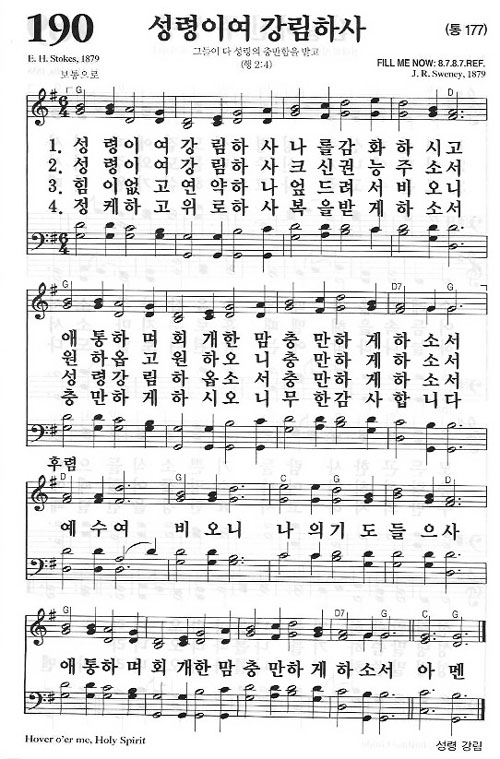 190 성령이여 강림하사 (통 177)
그들이 다 성령의 충만함을 받고
(행 2:4)
E. H. Stokes, 1879
보통으로
FILL ME NOW: 8.7.8.7.REF.
J. R. Sweney, 1879
G D G
1. 성 령이 여강 림하 사나 를감 화하 시고
2. 성 령이 여강 림하 사크 신권 능주 소서
3. 힘 이없 고연 약하 나엎 드려 서비 오니
4. 정 케하 고위 로하 사복 을받 게하 소서
G D G D7 G
애 통하 며회 개한 맘충 만하 게하 소서
원 하옵 고원 하오 니충 만하 게하 소서
성 령강 림하 옵소 서충 만하 게하 소서
충 만하 게하 시오 니무 한감 사합 니다
후렴
D G C G D
예 수여 비 오니 나 의기 도들 으사
G D G D7 G C G
애 통하 며회 개한 맘충 만하 게하 소서 아 멘
Hover o'er me, Holy Spirit
성령 강림